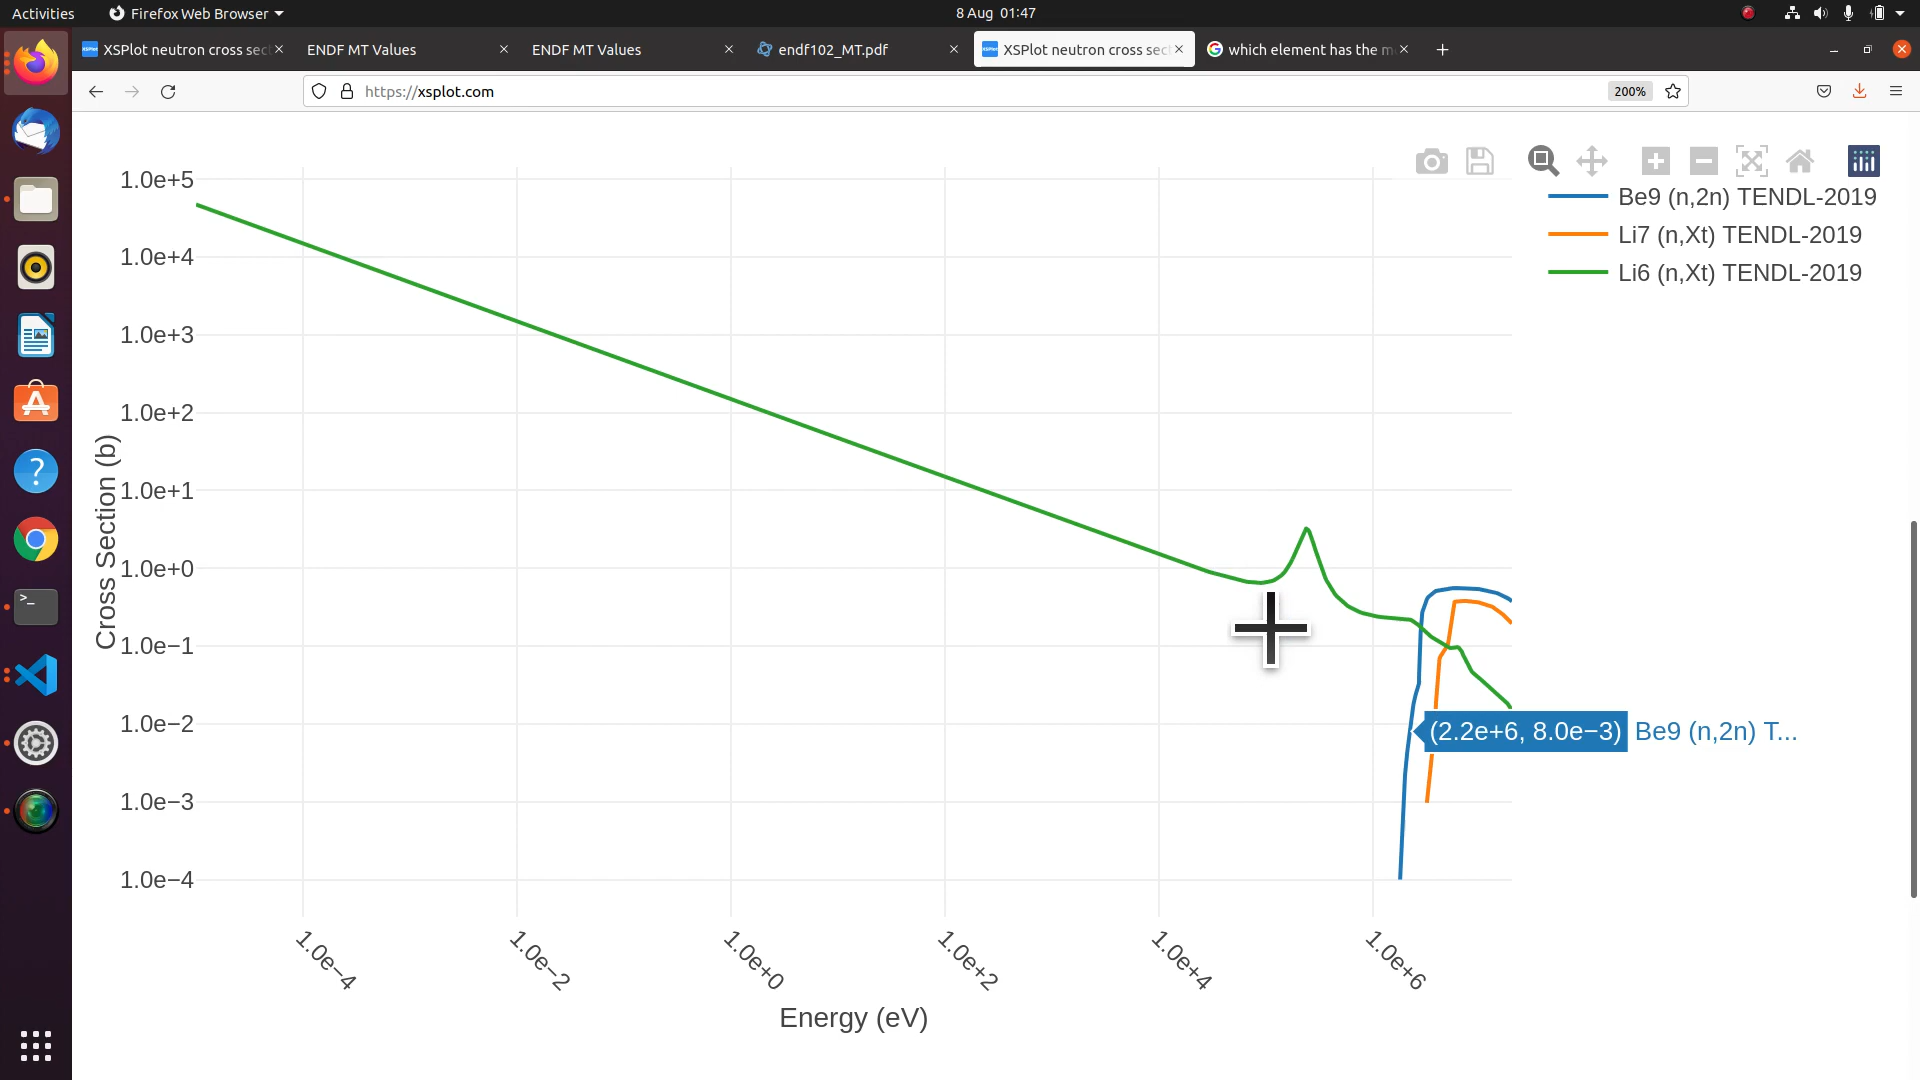 Activities
Firefox Web Browser
8 Aug 01:47
XSPlot neutron cross sec
ENDF MT Values
ENDF MT Values
endf102_MT.pdf
XSPlot neutron cross sect
which element has the m
https://xsplot.com
200%
Be9 (n,2n) TENDL-2019
Li7 (n,Xt) TENDL-2019
Li6 (n,Xt) TENDL-2019
1.0e+5
1.0e+4
1.0e+3
1.0e+2
1.0e+1
1.0e+0
1.0e−1
1.0e−2
1.0e−3
1.0e−4
Cross Section (b)
(2.2e+6, 8.0e−3) Be9 (n,2n) T...
1.0e−4
1.0e−2
1.0e+0
1.0e+2
1.0e+4
1.0e+6
Energy (eV)